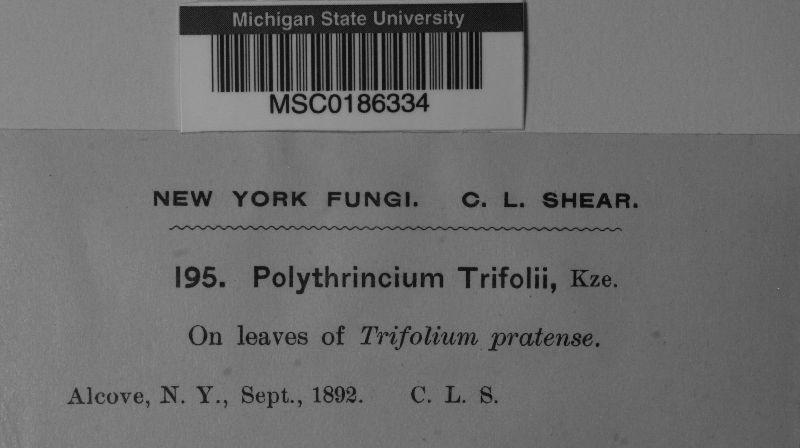 Michigan State University
MSC0186334
NEW YORK FUNGI. C. L. SHEAR.
195. Polythrincium Trifolii, Kze.
On leaves of Trifolium pratense.
Alcove, N. Y., Sept., 1892. C. L. S.